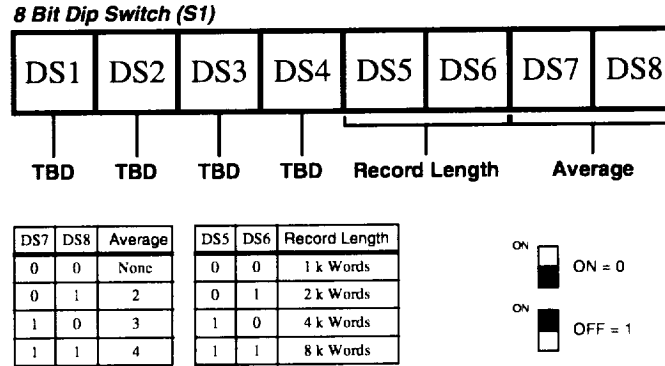 8 Bit Dip Switch (S1)
DS1 DS2 DS3 DS4 DS5 DS6 DS7 DS8
TBD TBD TBD TBD Record Length Average
DS7 DS8 Average
0 0 None
0 1 2
1 0 3
1 1 4
DS5 DS6 Record Length
0 0 1 k Words
0 1 2 k Words
1 0 4 k Words
1 1 8 k Words
ON
ON = 0
ON
OFF = 1